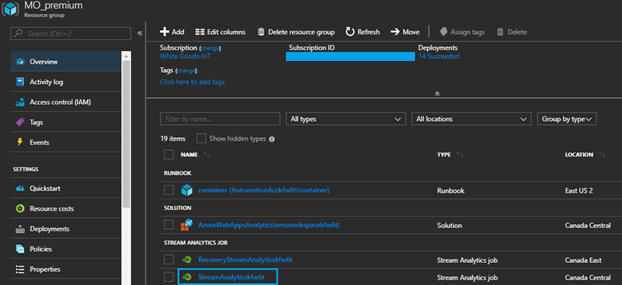 MO_premium
Resource group
Search (Ctrl+/)
Overview
Activity log
Access control (IAM)
Tags
Events
SETTINGS
Quickstart
Resource costs
Deployments
Policies
Properties
Add Edit columns Delete resource group Refresh Move Assign tags Delete
Subscription (change) Subscription ID Deployments
White Goods-IoT 14 Succeeded
Tags (change)
Click here to add tags
Filter by name... All types All locations Group by type
19 items Show hidden types
NAME TYPE LOCATION
RUNBOOK
container (AutomationAcckfw6t/container) Runbook East US 2
SOLUTION
AzureWebAppsAnalytics(omsworkspacekfw6t) Solution Canada Central
STREAM ANALYTICS JOB
RecoveryStreamAnalyticskfw6t Stream Analytics job Canada East
StreamAnalyticskfw6t Stream Analytics job Canada Central